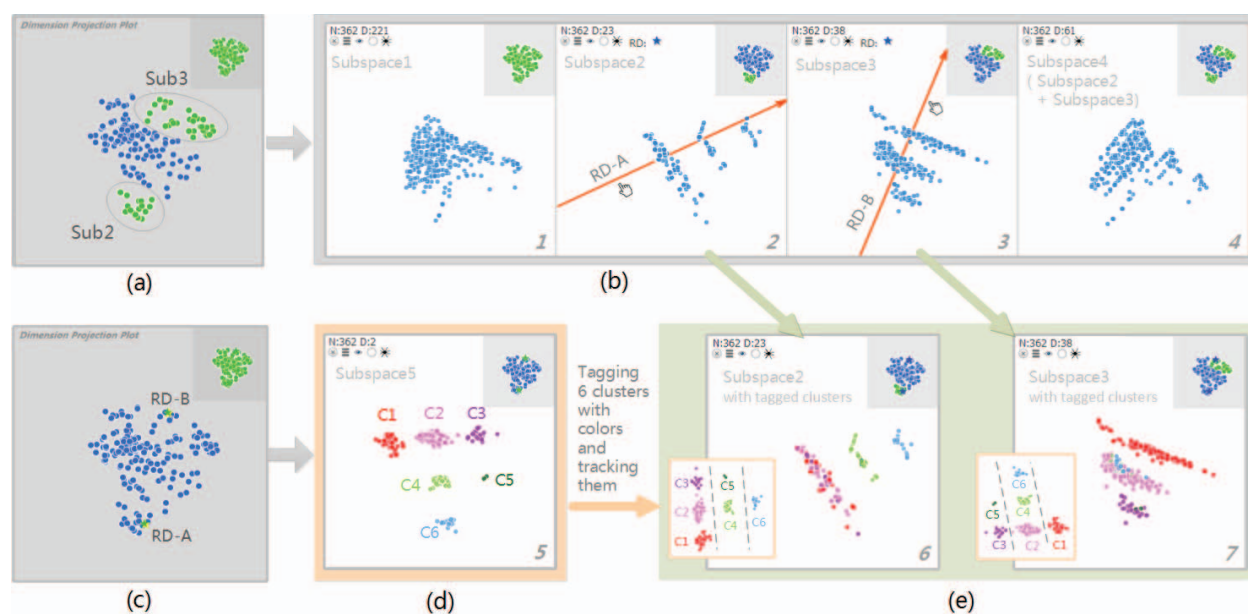 Dimension Projection Plot
Sub3
Sub2
(a)
N:362 D:221
Subspace1
1
N:362 D:23
RD:
Subspace2
RD-A
2
N:362 D:38
RD:
Subspace3
RD-B
3
N:362 D:61
Subspace4
( Subspace2
+ Subspace3)
4
(b)
Dimension Projection Plot
RD-B
RD-A
(c)
N:362 D:2
Subspace5
C1
C2
C3
C4
C5
C6
5
(d)
Tagging
6 clusters
with
colors
and
tracking
them
N:362 D:23
Subspace2
with tagged clusters
C3
C5
C2
C4
C6
C1
6
N:362 D:38
Subspace3
with tagged clusters
C6
C5
C4
C3
C2
C1
7
(e)